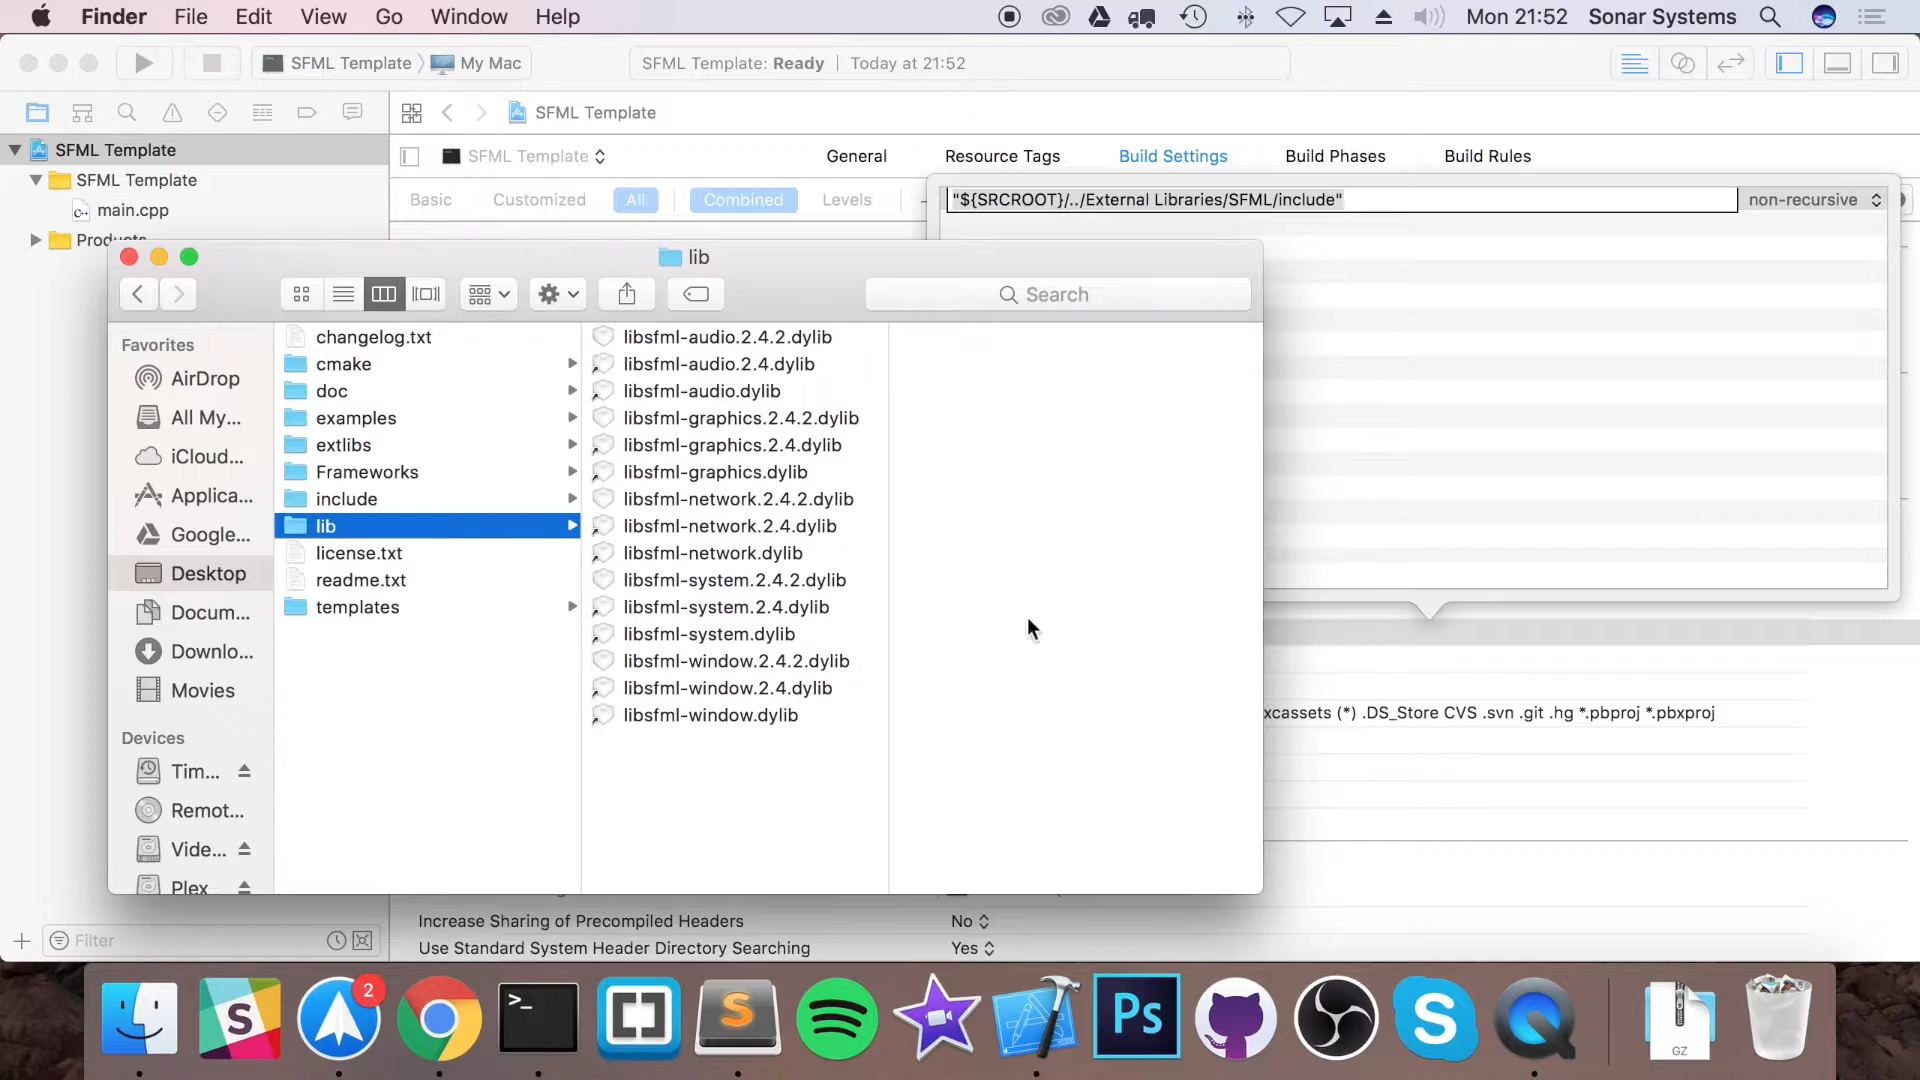 Finder File Edit View Go Window Help Mon 21:52 Sonar Systems
SFML Template My Mac SFML Template: Ready Today at 21:52
SFML Template
SFML Template
SFML Template General Resource Tags Build Settings Build Phases Build Rules
SFML Template
Basic Customized All Combined Levels
"${SRCROOT}/../External Libraries/SFML/include" non-recursive
main.cpp
Products
lib
Search
Favorites
AirDrop
All My...
iCloud...
Applica...
Google...
Desktop
Docum...
Downlo...
Movies
Devices
Tim...
Remot...
Vide...
Plex
changelog.txt
cmake
doc
examples
extlibs
Frameworks
include
lib
license.txt
readme.txt
templates
libsfml-audio.2.4.2.dylib
libsfml-audio.2.4.dylib
libsfml-audio.dylib
libsfml-graphics.2.4.2.dylib
libsfml-graphics.2.4.dylib
libsfml-graphics.dylib
libsfml-network.2.4.2.dylib
libsfml-network.2.4.dylib
libsfml-network.dylib
libsfml-system.2.4.2.dylib
libsfml-system.2.4.dylib
libsfml-system.dylib
libsfml-window.2.4.2.dylib
libsfml-window.2.4.dylib
libsfml-window.dylib
xcassets (*) .DS_Store CVS .svn .git .hg *.pbproj *.pbxproj
Increase Sharing of Precompiled Headers No
Use Standard System Header Directory Searching Yes
Filter
2
S
>_
S
Ps
S
GZ